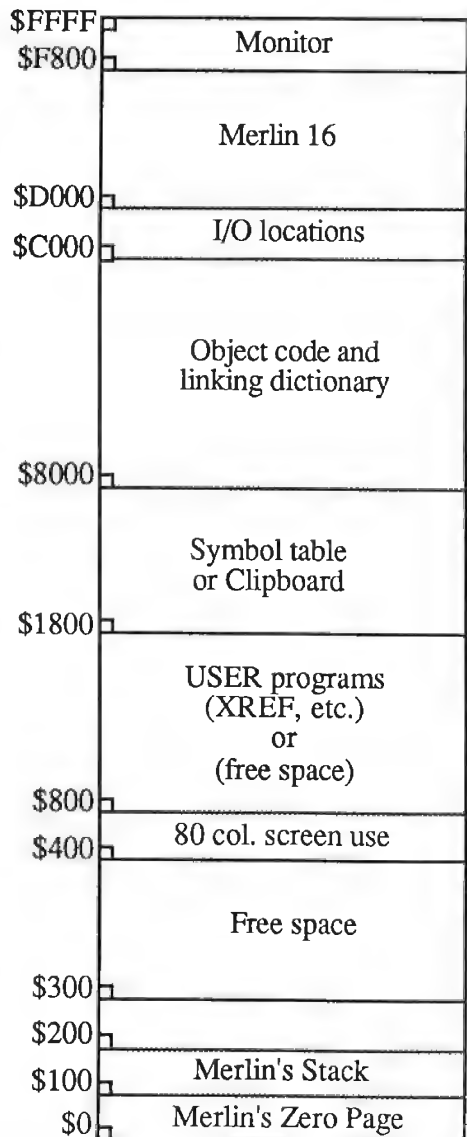 $FFFF
Monitor
$F800
Merlin 16
$D000
I/O locations
$C000
Object code and
linking dictionary
$8000
Symbol table
or Clipboard
$1800
USER programs
(XREF, etc.)
or
(free space)
$800
80 col. screen use
$400
Free space
$300
$200
Merlin's Stack
$100
Merlin's Zero Page
$0